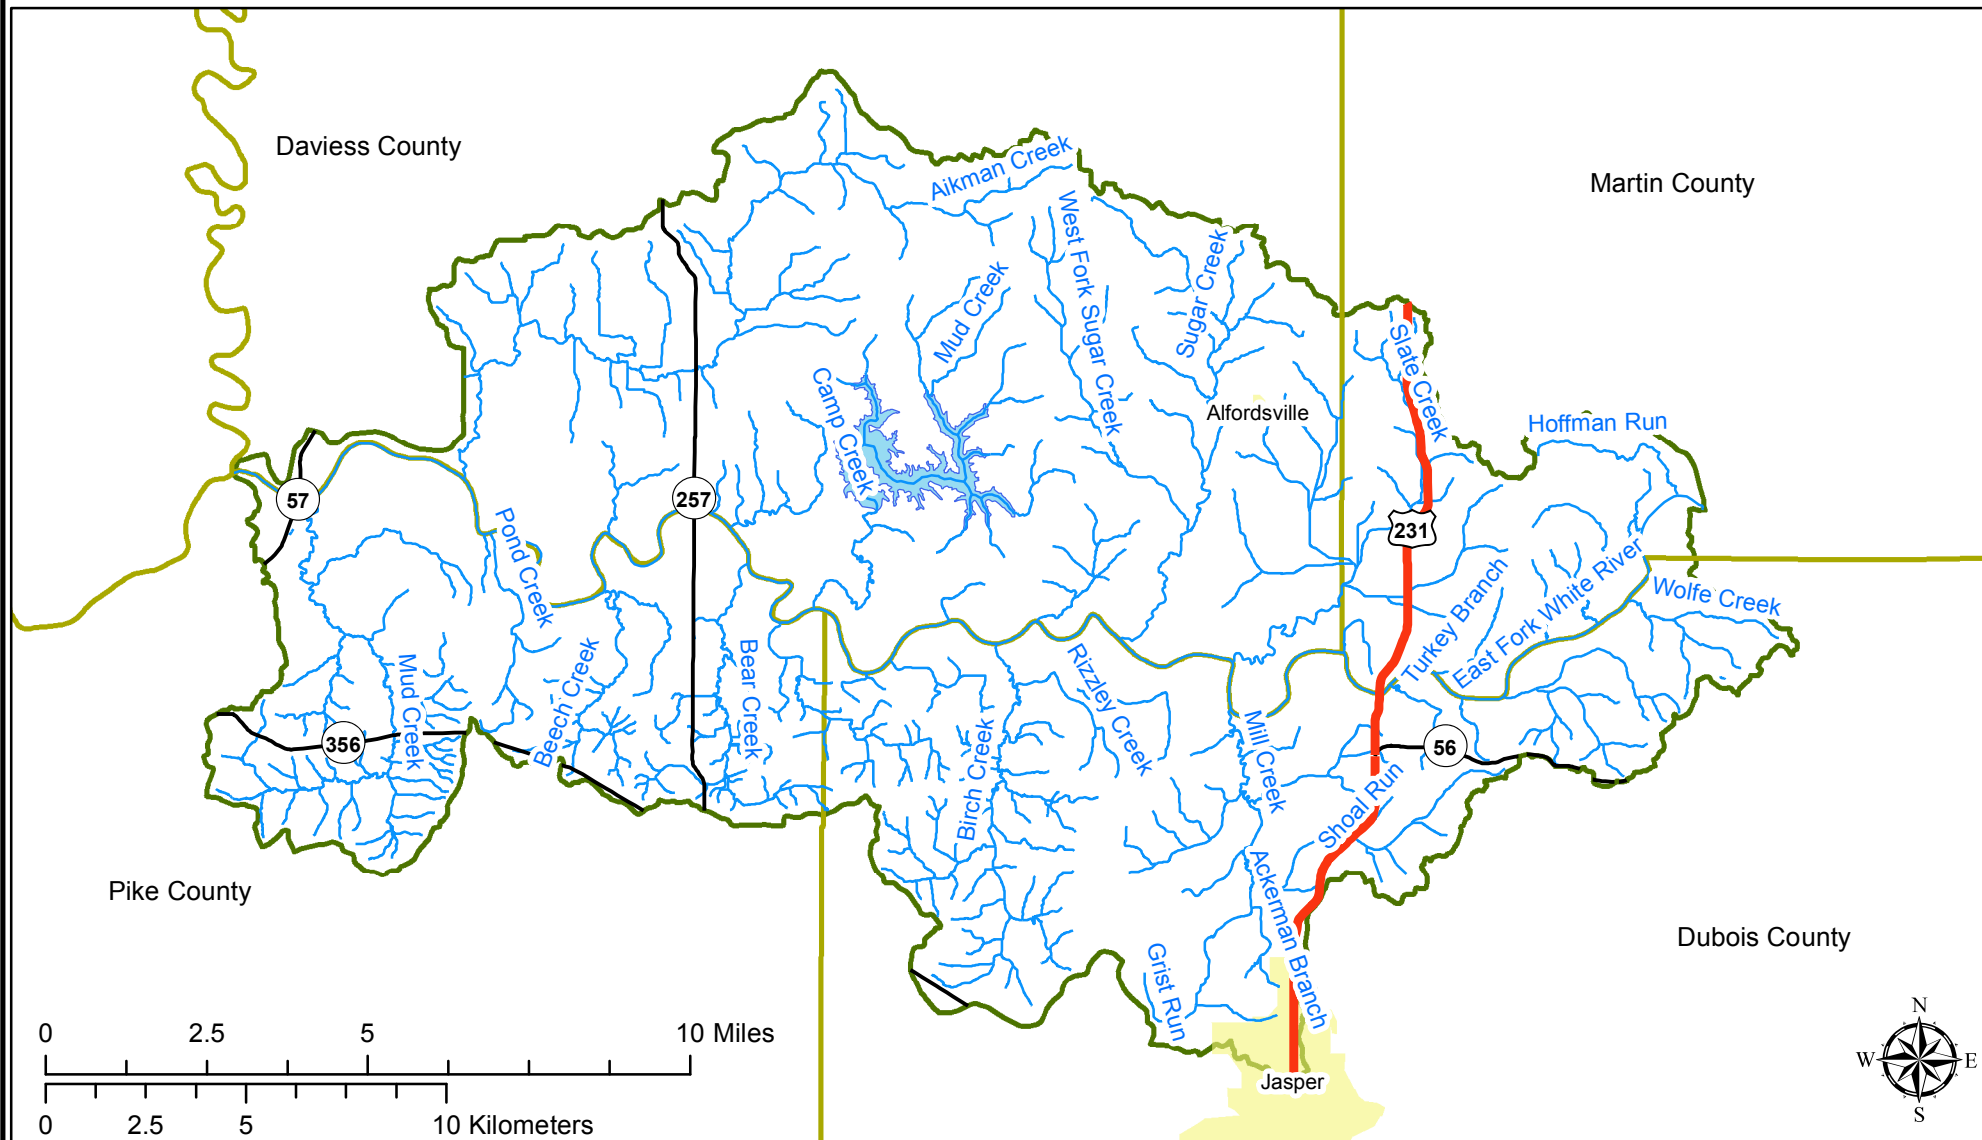 Daviess County
Martin County
Aikman Creek
West Fork Sugar Creek
Sugar Creek
Mud Creek
Slate Creek
Camp Creek
Alfordsville
Hoffman Run
57
257
231
Pond Creek
Turkey Branch
East Fork White River
Wolfe Creek
Mud Creek
Beech Creek
Bear Creek
Rizzley Creek
Birch Creek
Mill Creek
356
56
Shoal Run
Ackerman Branch
Pike County
Dubois County
Grist Run
Jasper
0 2.5 5 10 Miles
0 2.5 5 10 Kilometers
N
W E
S